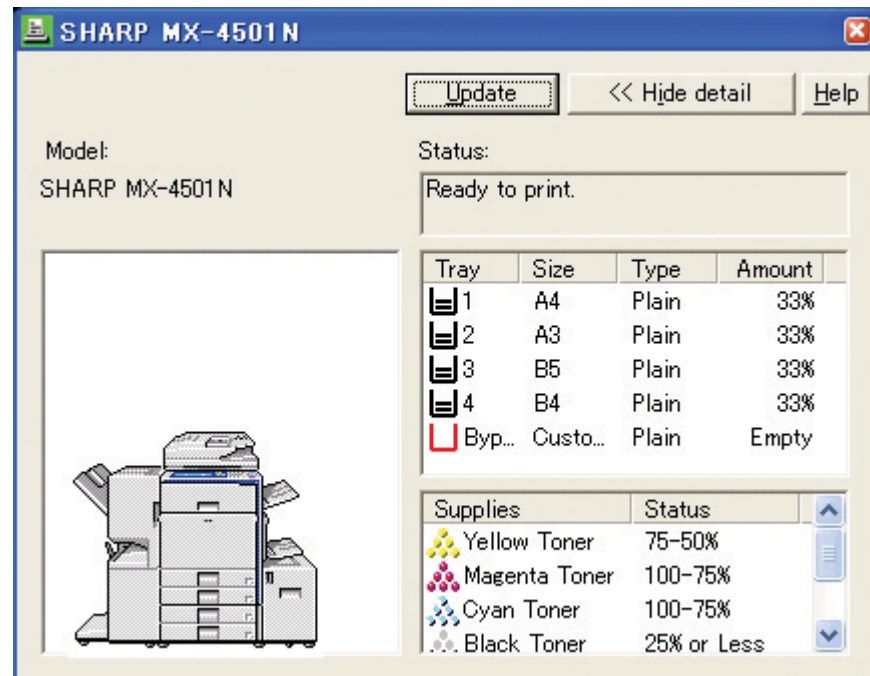 SHARP MX-4501N
Update << Hide detail Help
Model:
SHARP MX-4501N
Status:
Ready to print.
Tray Size Type Amount
1 A4 Plain 33%
2 A3 Plain 33%
3 B5 Plain 33%
4 B4 Plain 33%
Byp... Custo... Plain Empty
Supplies Status
Yellow Toner 75-50%
Magenta Toner 100-75%
Cyan Toner 100-75%
Black Toner 25% or Less